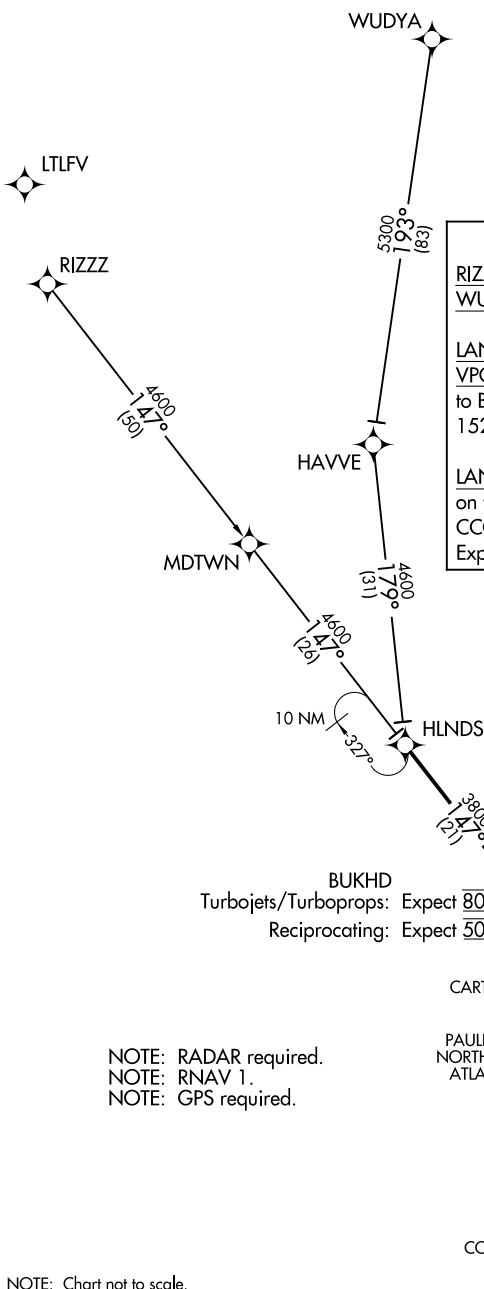 WUDYA
LTLFV
RIZZZ
5300
193°
(83)
RIZ
WU
LAN
VPC
to B
152
LAN
on
CCC
Exp
4600
147°
(50)
HAVVE
MDTWN
4600
179°
(31)
4600
147°
(26)
10 NM
327°
HLNDS
3800
147°
(21)
BUKHD
Turbojets/Turboprops: Expect 80
Reciprocating: Expect 50
CART
PAULI
NORTH
ATLA
NOTE: RADAR required.
NOTE: RNAV 1.
NOTE: GPS required.
CO
NOTE: Chart not to scale.